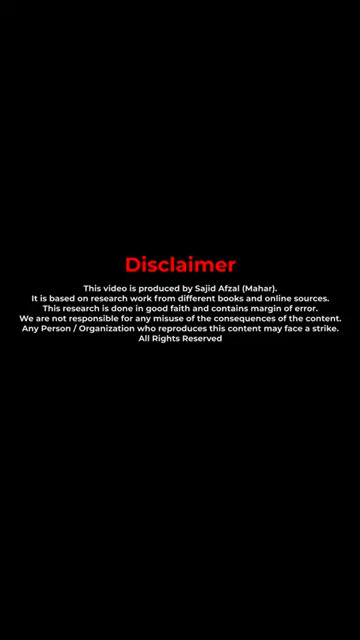 Disclaimer
This video is produced by Sajid Afzal (Mahar).
It is based on research work from different books and online sources.
This research is done in good faith and contains margin of error.
We are not responsible for any misuse of the consequences of the content.
Any Person / Organization who reproduces this content may face a strike.
All Rights Reserved